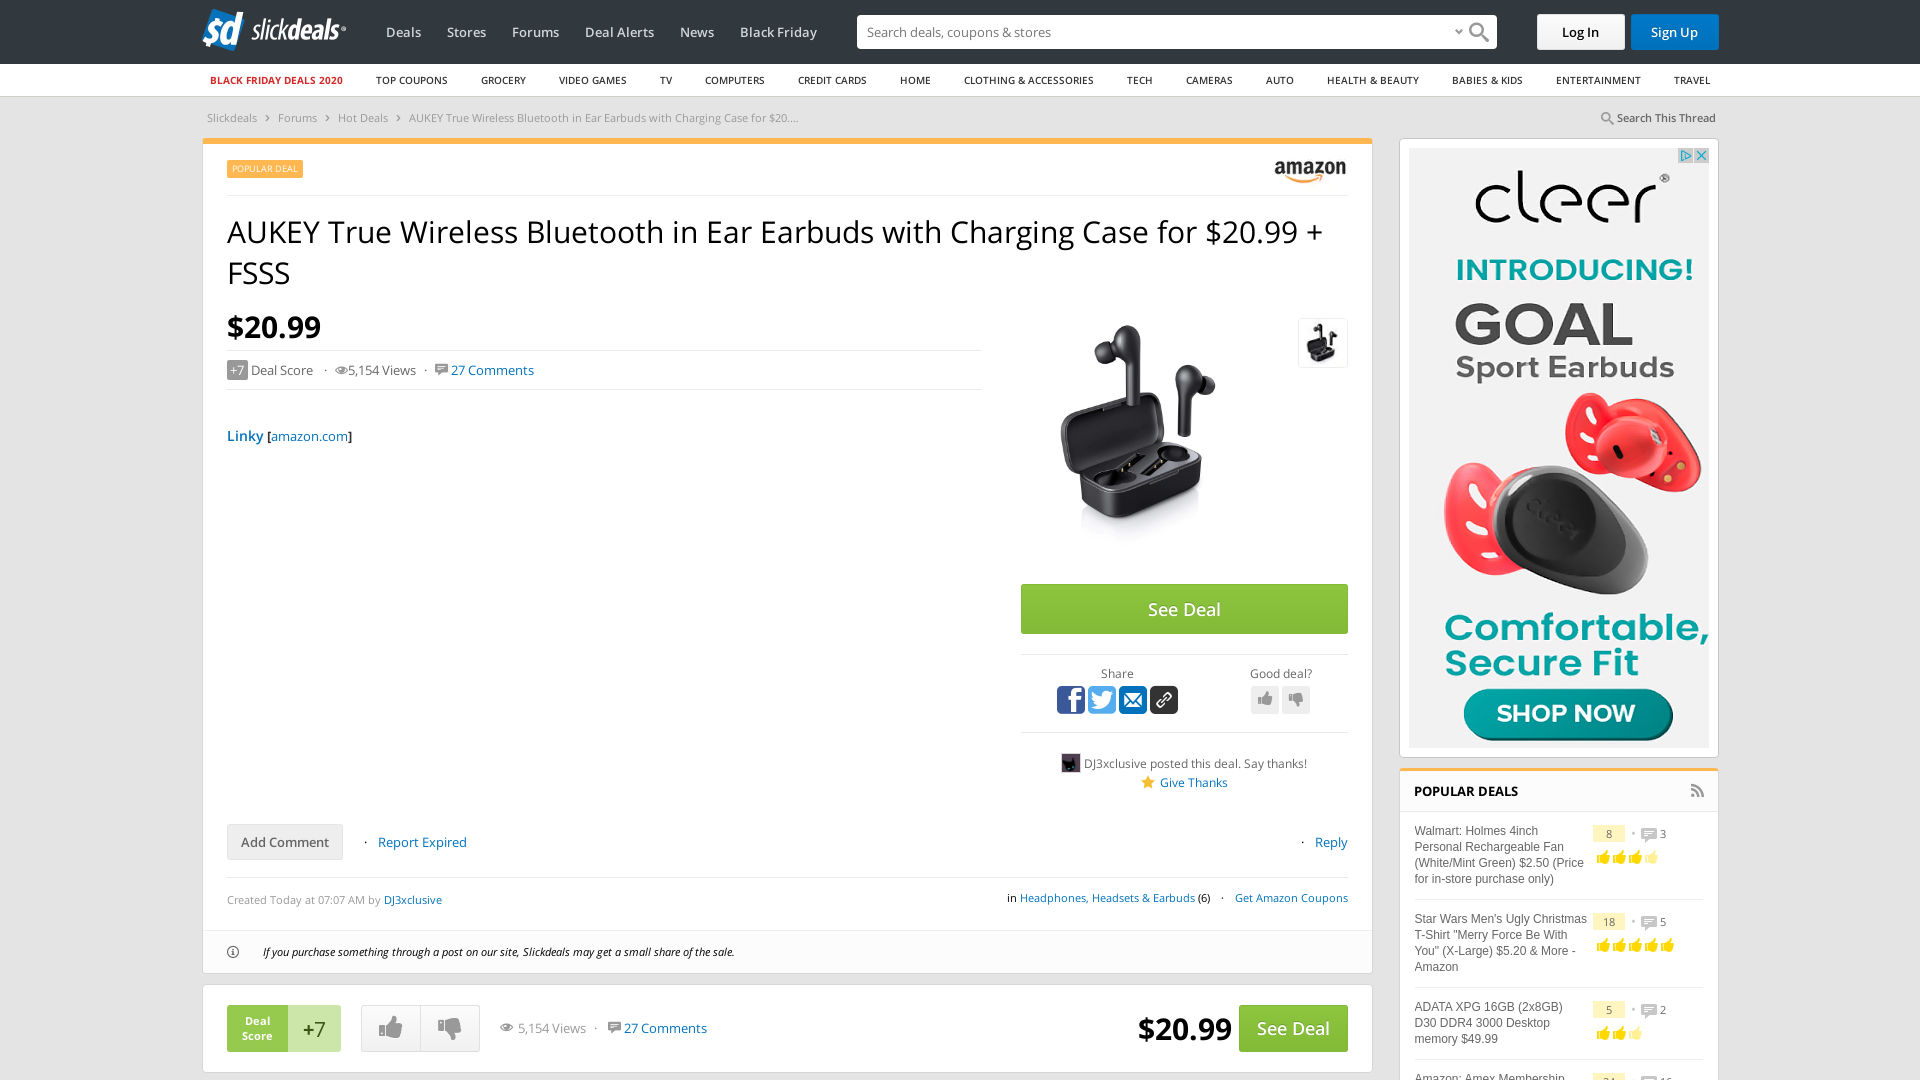 sd slickdeals
Deals Stores Forums Deal Alerts News Black Friday
Search deals, coupons & stores
Log In
Sign Up
BLACK FRIDAY DEALS 2020 TOP COUPONS GROCERY VIDEO GAMES TV COMPUTERS CREDIT CARDS HOME CLOTHING & ACCESSORIES TECH CAMERAS AUTO HEALTH & BEAUTY BABIES & KIDS ENTERTAINMENT TRAVEL
Slickdeals > Forums > Hot Deals > AUKEY True Wireless Bluetooth in Ear Earbuds with Charging Case for $20....
Search This Thread
POPULAR DEAL
amazon
AUKEY True Wireless Bluetooth in Ear Earbuds with Charging Case for $20.99 +
FSSS
$20.99
+7 Deal Score · 5,154 Views · 27 Comments
Linky [amazon.com]
See Deal
Share
Good deal?
DJ3xclusive posted this deal. Say thanks!
Give Thanks
Add Comment · Report Expired
· Reply
Created Today at 07:07 AM by DJ3xclusive
in Headphones, Headsets & Earbuds (6) · Get Amazon Coupons
If you purchase something through a post on our site, Slickdeals may get a small share of the sale.
Deal
Score
+7
5,154 Views · 27 Comments
$20.99
See Deal
cleer®
INTRODUCING!
GOAL
Sport Earbuds
cleer
Comfortable,
Secure Fit
SHOP NOW
POPULAR DEALS
Walmart: Holmes 4inch
Personal Rechargeable Fan
(White/Mint Green) $2.50 (Price
for in-store purchase only)
8 • 3
Star Wars Men's Ugly Christmas
T-Shirt "Merry Force Be With
You" (X-Large) $5.20 & More -
Amazon
18 • 5
ADATA XPG 16GB (2x8GB)
D30 DDR4 3000 Desktop
memory $49.99
5 • 2
Amazon: Amex Membership